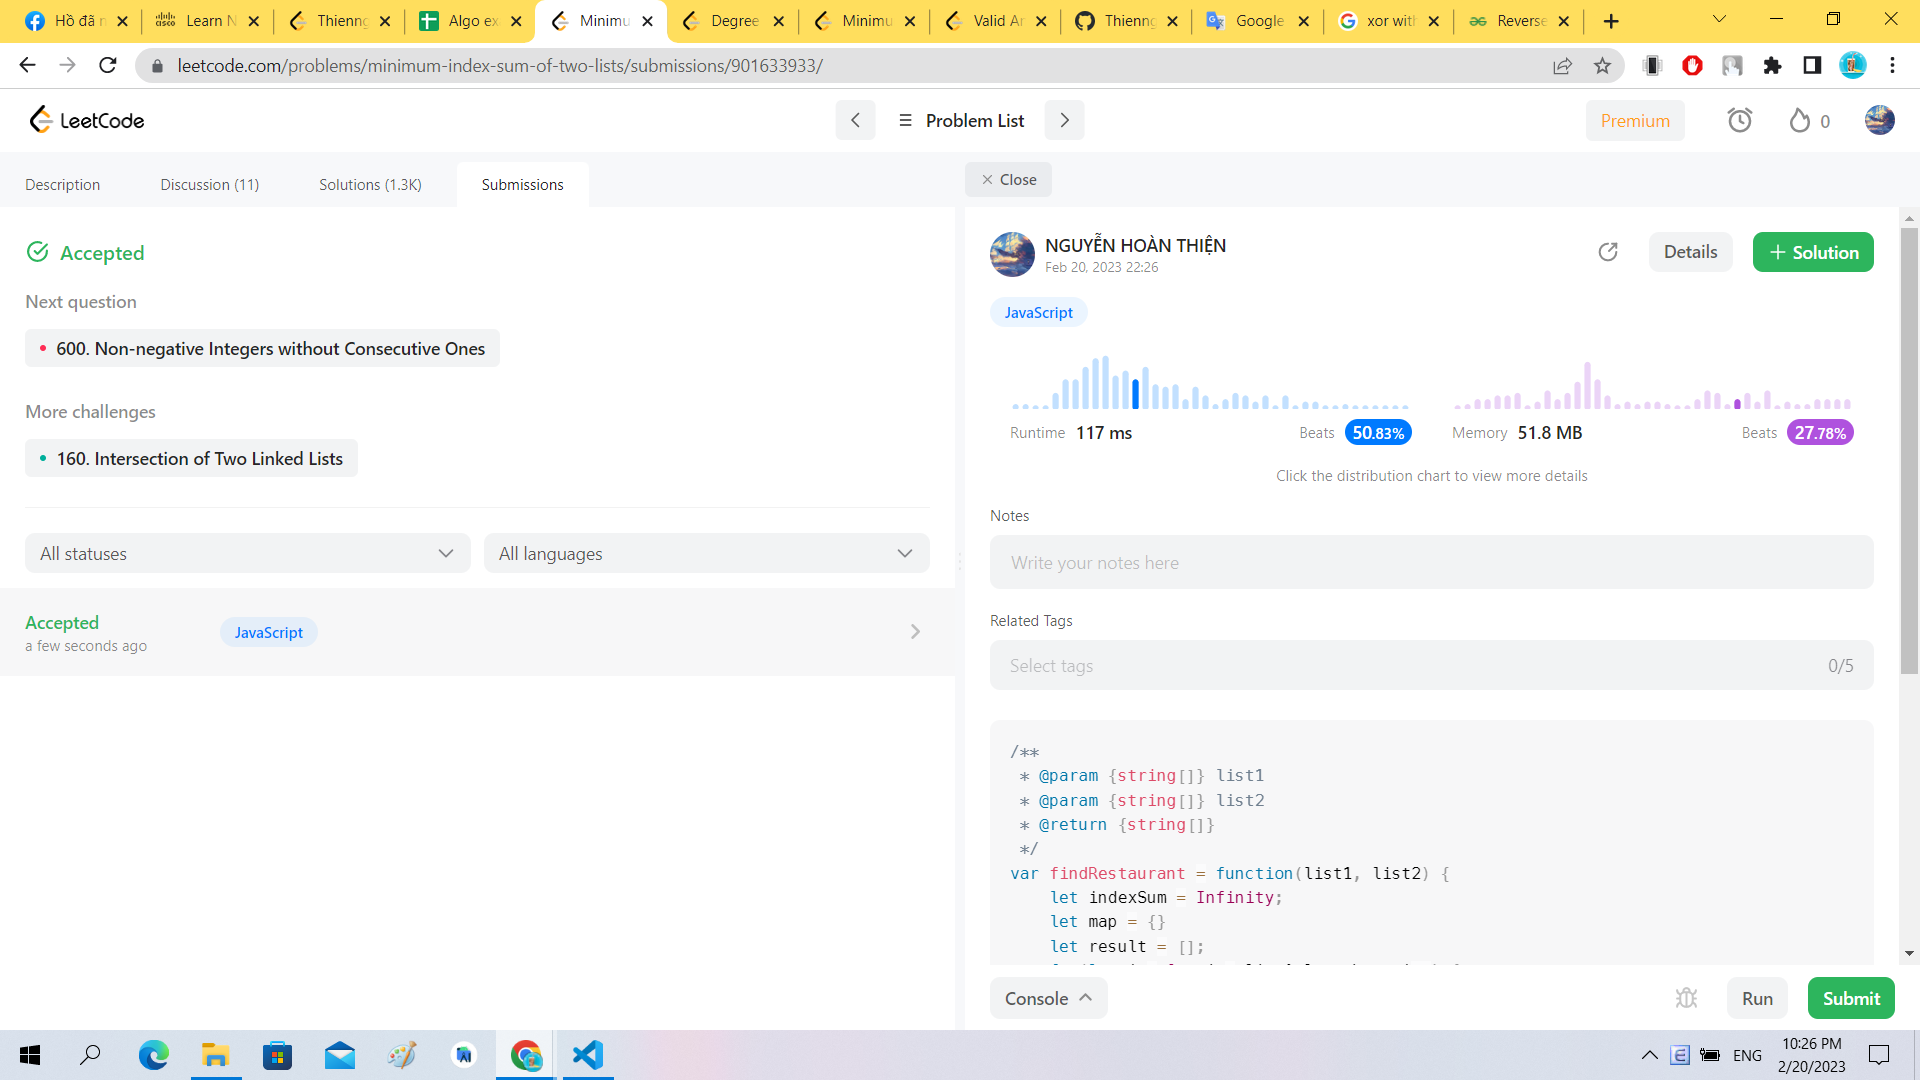 Hồ đã n
Learn N
Thienng
Algo ex
Minimu
Degree
Minimu
Valid Ar
Thienng
Google
xor with
Reverse
leetcode.com/problems/minimum-index-sum-of-two-lists/submissions/901633933/
LeetCode
Problem List
Premium
0
Description
Discussion (11)
Solutions (1.3K)
Submissions
Close
Accepted
Next question
600. Non-negative Integers without Consecutive Ones
More challenges
160. Intersection of Two Linked Lists
All statuses
All languages
Accepted
a few seconds ago
JavaScript
NGUYỄN HOÀN THIỆN
Feb 20, 2023 22:26
Details
+ Solution
JavaScript
Runtime 117 ms
Beats 50.83%
Memory 51.8 MB
Beats 27.78%
Click the distribution chart to view more details
Notes
Write your notes here
Related Tags
Select tags
0/5
/**
* @param {string[]} list1
* @param {string[]} list2
* @return {string[]}
*/
var findRestaurant = function(list1, list2) {
let indexSum = Infinity;
let map = {}
let result = [];
Console
Run
Submit
ENG
10:26 PM
2/20/2023